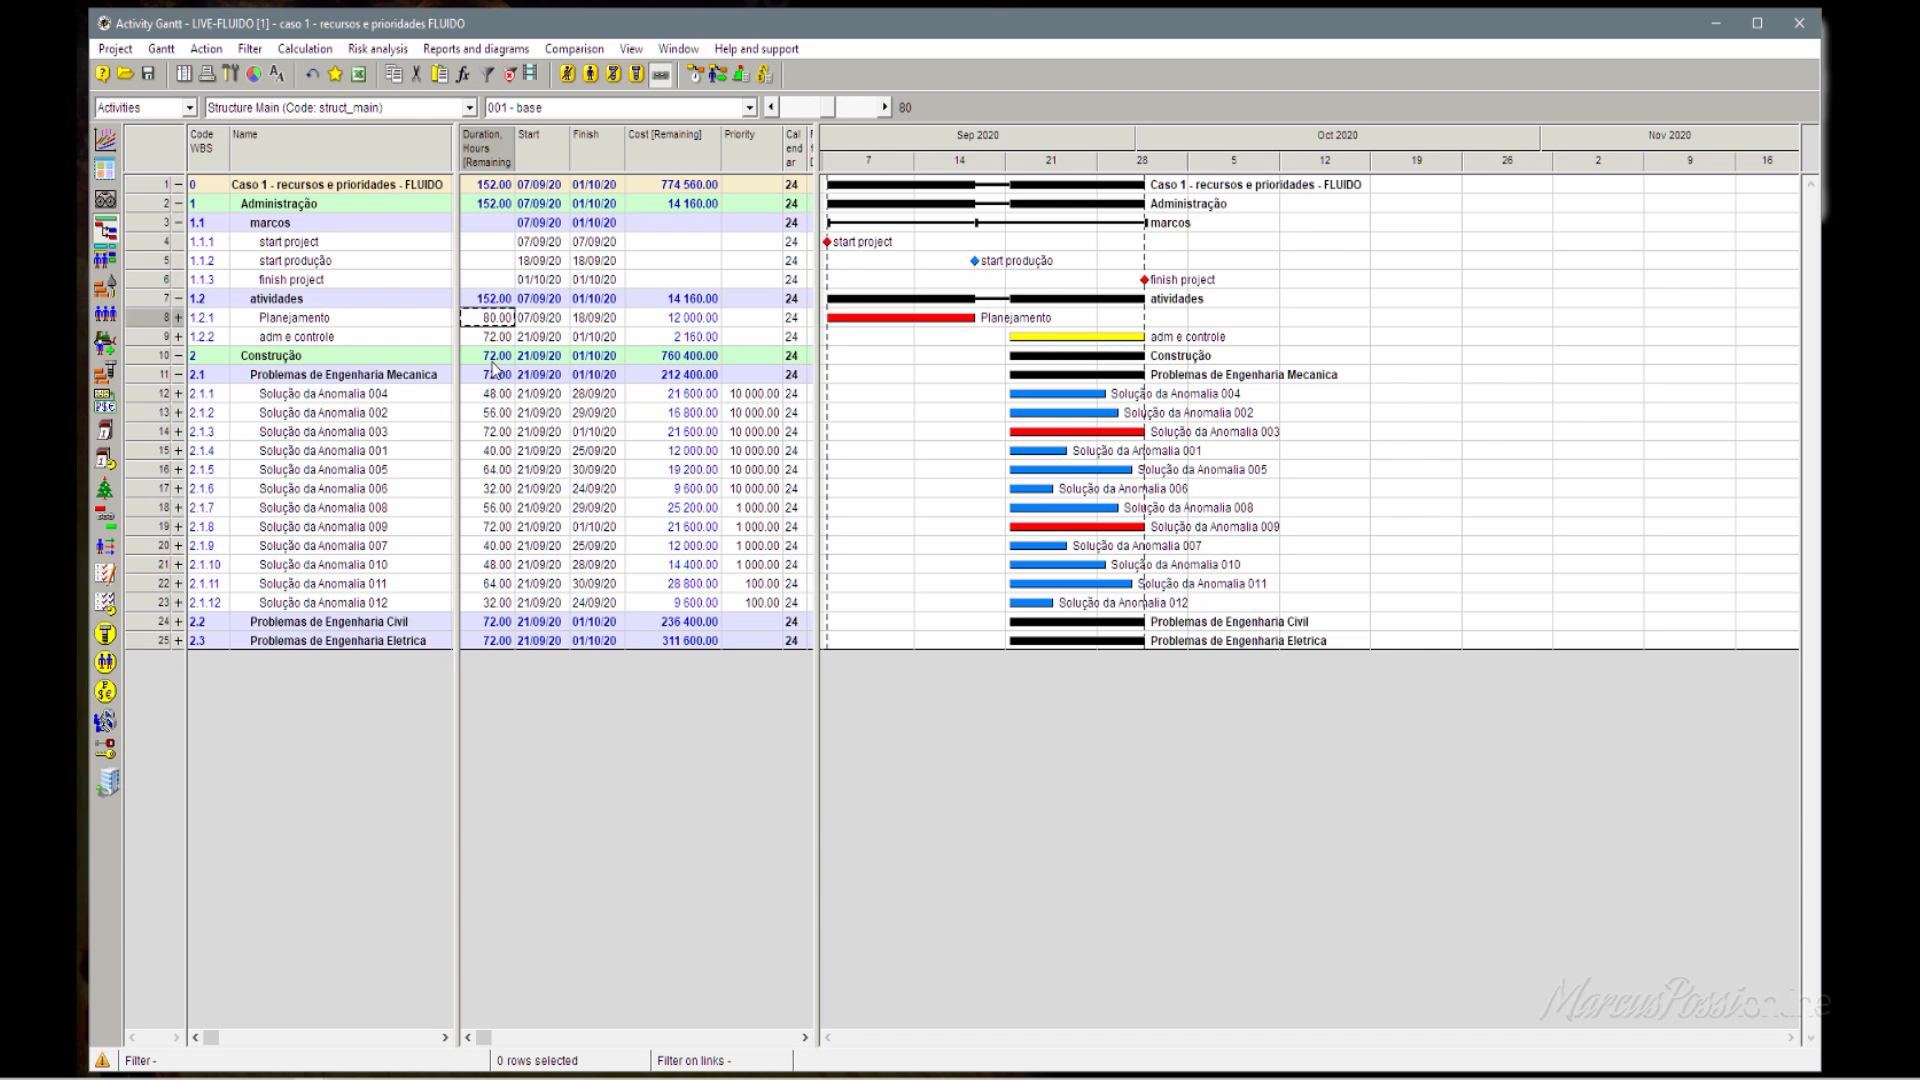 Activity Gantt - LIVE-FLUIDO [1] - caso 1 - recursos e prioridades FLUIDO
Project Gantt Action Filter Calculation Risk analysis Reports and diagrams Comparison View Window Help and support
Activities Structure Main (Code: struct_main) 001 - base 80
Code WBS Name Duration, Hours [Remaining Start Finish Cost [Remaining] Priority Cal end ar
Sep 2020 Oct 2020 Nov 2020
7 14 21 28 5 12 19 26 2 9 16
1 0 Caso 1 - recursos e prioridades - FLUIDO 152.00 07/09/20 01/10/20 774 560.00 24 Caso 1 - recursos e prioridades - FLUIDO
2 1 Administração 152.00 07/09/20 01/10/20 14 160.00 24 Administração
3 1.1 marcos 07/09/20 01/10/20 24 marcos
4 1.1.1 start project 07/09/20 07/09/20 24 start project
5 1.1.2 start produção 18/09/20 18/09/20 24 start produção
6 1.1.3 finish project 01/10/20 01/10/20 24 finish project
7 1.2 atividades 152.00 07/09/20 01/10/20 14 160.00 24 atividades
8 1.2.1 Planejamento 80.00 07/09/20 18/09/20 12 000.00 24 Planejamento
9 1.2.2 adm e controle 72.00 21/09/20 01/10/20 2 160.00 24 adm e controle
10 2 Construção 72.00 21/09/20 01/10/20 760 400.00 24 Construção
11 2.1 Problemas de Engenharia Mecanica 21/09/20 01/10/20 212 400.00 24 Problemas de Engenharia Mecanica
12 2.1.1 Solução da Anomalia 004 48.00 21/09/20 28/09/20 21 600.00 10 000.00 24 Solução da Anomalia 004
13 2.1.2 Solução da Anomalia 002 56.00 21/09/20 29/09/20 16 800.00 10 000.00 24 Solução da Anomalia 002
14 2.1.3 Solução da Anomalia 003 72.00 21/09/20 01/10/20 21 600.00 10 000.00 24 Solução da Anomalia 003
15 2.1.4 Solução da Anomalia 001 40.00 21/09/20 25/09/20 12 000.00 10 000.00 24 Solução da Anomalia 001
16 2.1.5 Solução da Anomalia 005 64.00 21/09/20 30/09/20 19 200.00 10 000.00 24 Solução da Anomalia 005
17 2.1.6 Solução da Anomalia 006 32.00 21/09/20 24/09/20 9 600.00 10 000.00 24 Solução da Anomalia 006
18 2.1.7 Solução da Anomalia 008 56.00 21/09/20 29/09/20 25 200.00 1 000.00 24 Solução da Anomalia 008
19 2.1.8 Solução da Anomalia 009 72.00 21/09/20 01/10/20 21 600.00 1 000.00 24 Solução da Anomalia 009
20 2.1.9 Solução da Anomalia 007 40.00 21/09/20 25/09/20 12 000.00 1 000.00 24 Solução da Anomalia 007
21 2.1.10 Solução da Anomalia 010 48.00 21/09/20 28/09/20 14 400.00 1 000.00 24 Solução da Anomalia 010
22 2.1.11 Solução da Anomalia 011 64.00 21/09/20 30/09/20 28 800.00 100.00 24 Solução da Anomalia 011
23 2.1.12 Solução da Anomalia 012 32.00 21/09/20 24/09/20 9 600.00 100.00 24 Solução da Anomalia 012
24 2.2 Problemas de Engenharia Civil 72.00 21/09/20 01/10/20 236 400.00 24 Problemas de Engenharia Civil
25 2.3 Problemas de Engenharia Eletrica 72.00 21/09/20 01/10/20 311 600.00 24 Problemas de Engenharia Eletrica
MarcusPossi online
Filter - 0 rows selected Filter on links -